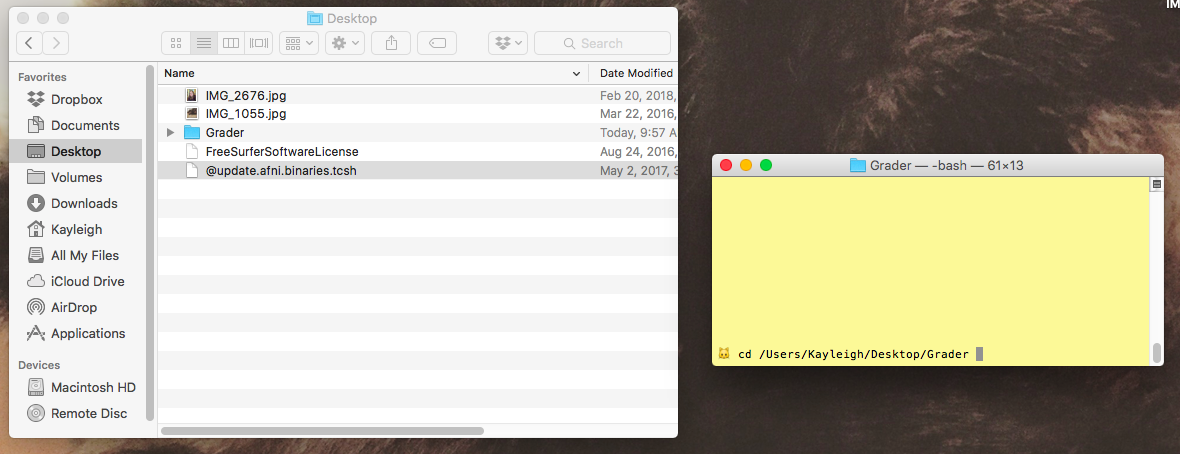 Desktop
Search
Favorites
Dropbox
Documents
Desktop
Volumes
Downloads
Kayleigh
All My Files
iCloud Drive
AirDrop
Applications
Devices
Macintosh HD
Remote Disc
Name Date Modified
IMG_2676.jpg Feb 20, 2018,
IMG_1055.jpg Mar 22, 2016,
Grader Today, 9:57 A
FreeSurferSoftwareLicense Aug 24, 2016,
@update.afni.binaries.tcsh May 2, 2017, 3
IM
Grader — -bash — 61×13
🐱 cd /Users/Kayleigh/Desktop/Grader